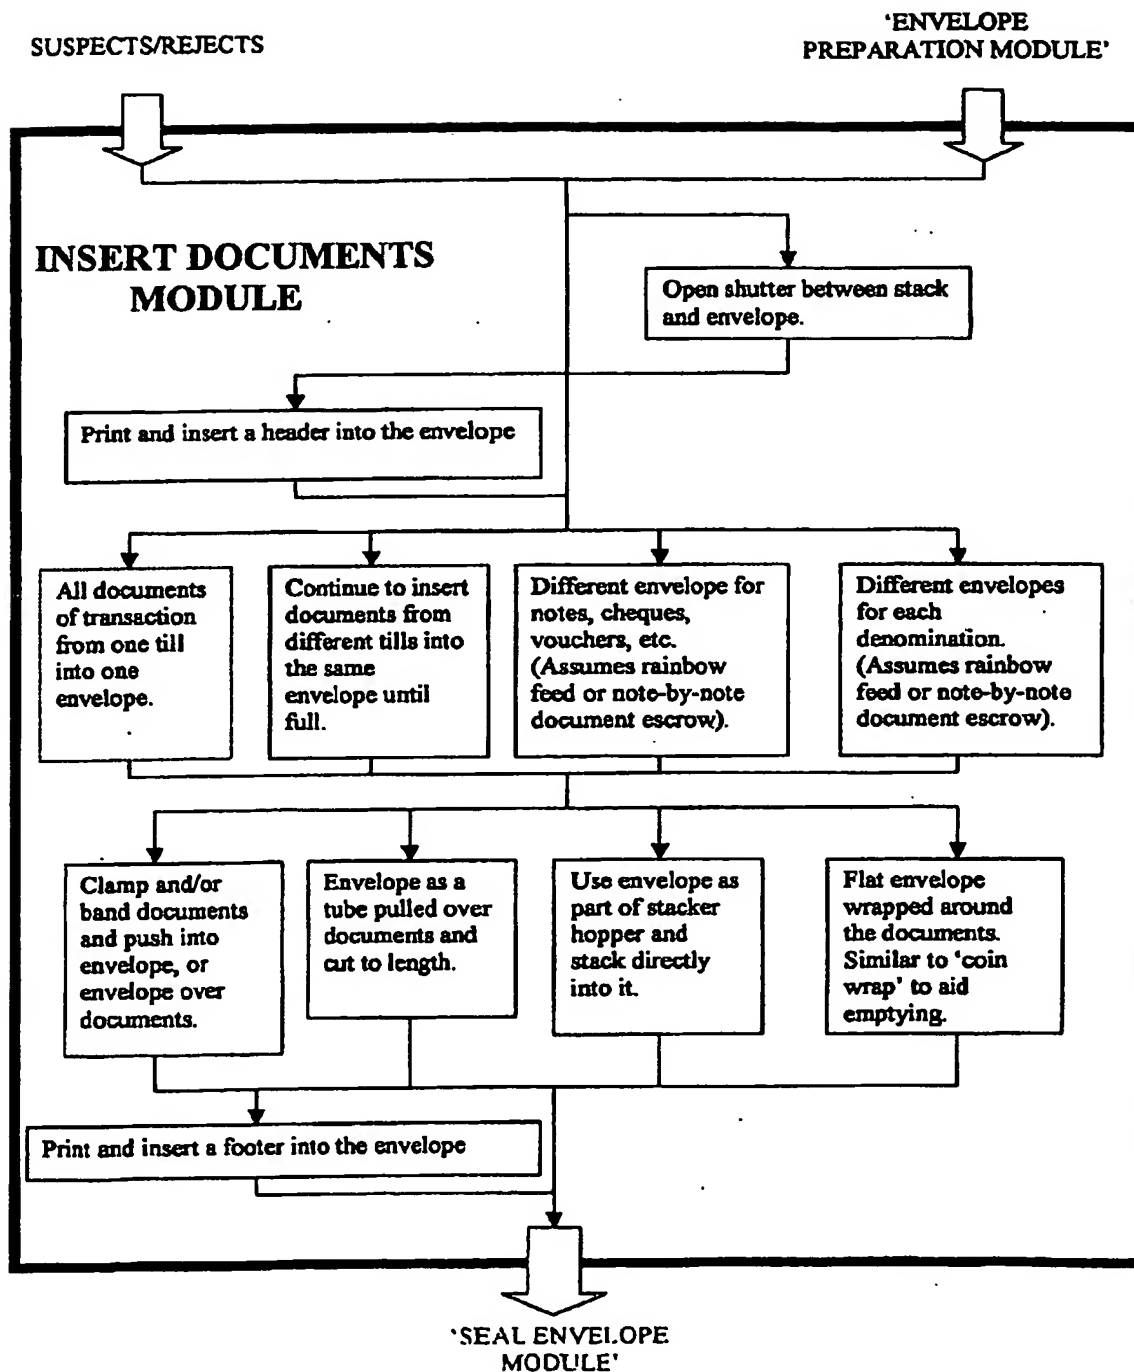 SUSPECTS/REJECTS
'ENVELOPE
PREPARATION MODULE'
INSERT DOCUMENTS
MODULE
Open shutter between stack
and envelope.
Print and insert a header into the envelope
All documents
of transaction
from one till
into one
envelope.
Continue to insert
documents from
different tills into
the same
envelope until
full.
Different envelope for
notes, cheques,
vouchers, etc.
(Assumes rainbow
feed or note-by-note
document escrow).
Different envelopes
for each
denomination.
(Assumes rainbow
feed or note-by-note
document escrow).
Clamp and/or
band documents
and push into
envelope, or
envelope over
documents.
Envelope as a
tube pulled over
documents and
cut to length.
Use envelope as
part of stacker
hopper and
stack directly
into it.
Flat envelope
wrapped around
the documents.
Similar to 'coin
wrap' to aid
emptying.
Print and insert a footer into the envelope
'SEAL ENVELOPE
MODULE'